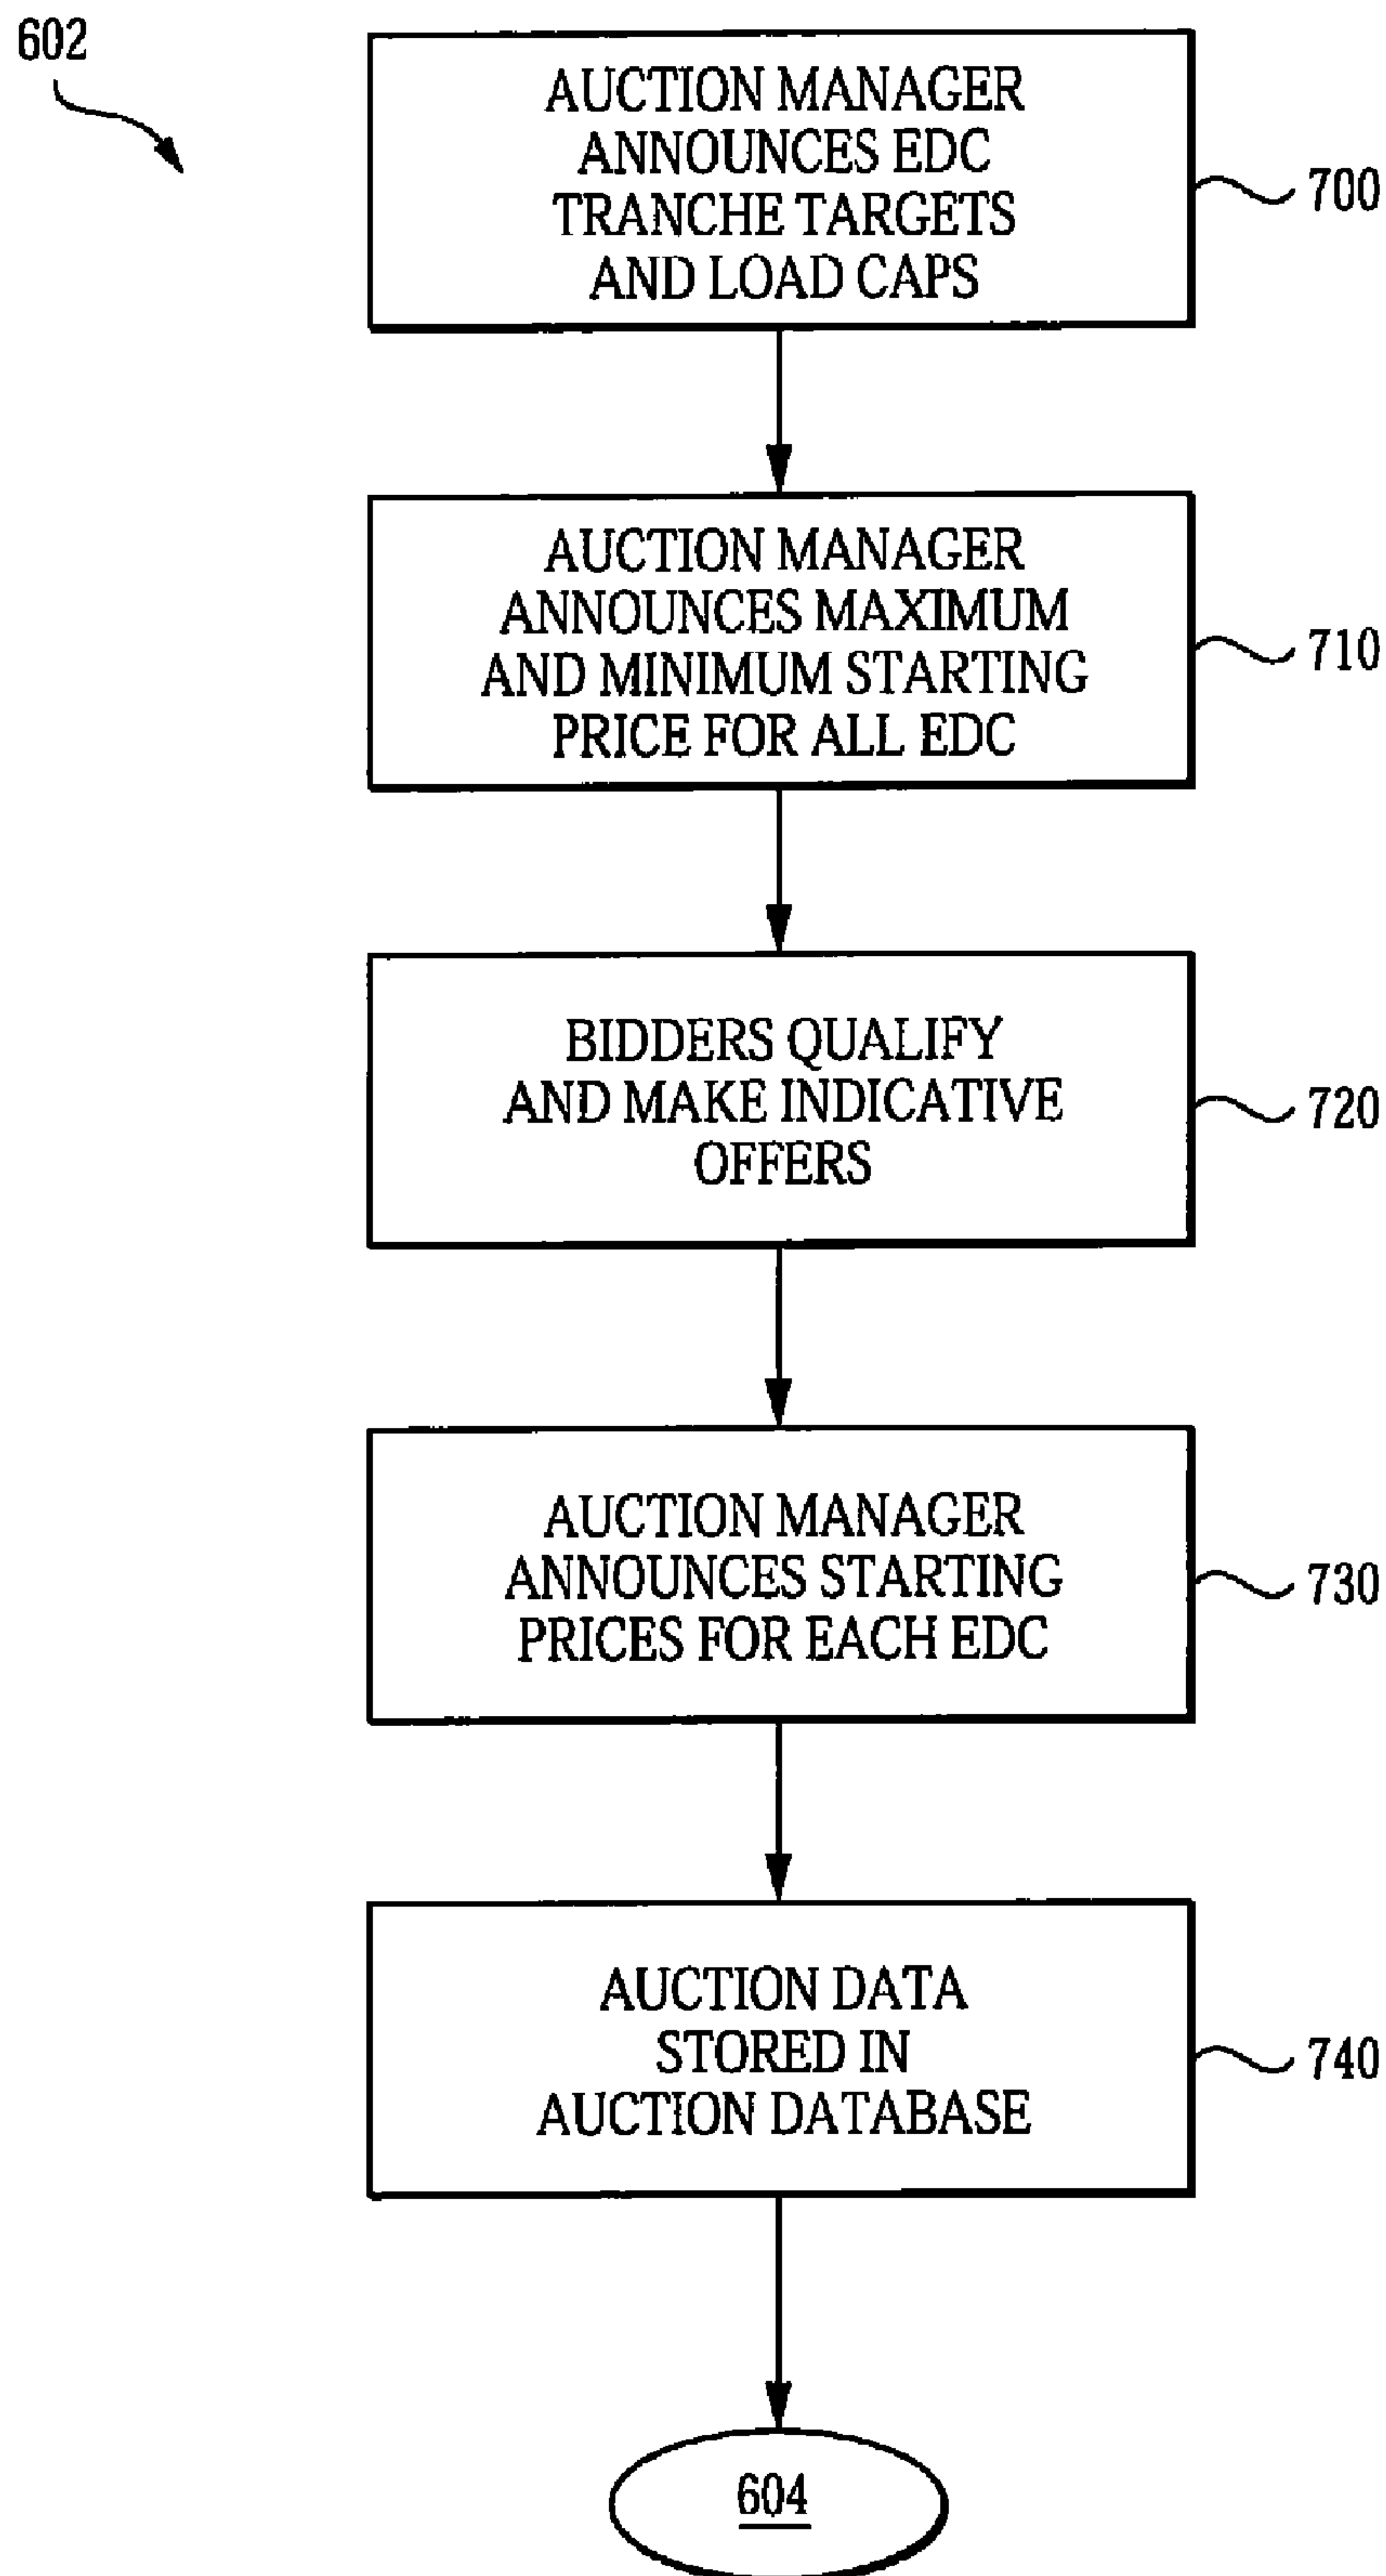 602
AUCTION MANAGER
ANNOUNCES EDC
TRANCHE TARGETS
AND LOAD CAPS
700
AUCTION MANAGER
ANNOUNCES MAXIMUM
AND MINIMUM STARTING
PRICE FOR ALL EDC
710
BIDDERS QUALIFY
AND MAKE INDICATIVE
OFFERS
720
AUCTION MANAGER
ANNOUNCES STARTING
PRICES FOR EACH EDC
730
AUCTION DATA
STORED IN
AUCTION DATABASE
740
604